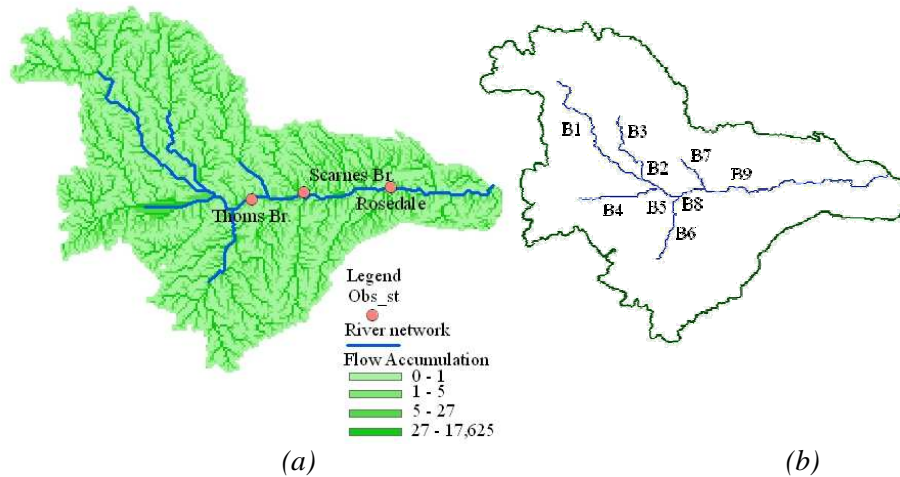 Scarnes Br.
Rosedale
Thoms Br.
Legend
Obs_st
River network
Flow Accumulation
0 - 1
1 - 5
5 - 27
27 - 17,625
(a)
B1
B3
B2
B7
B9
B4
B5
B8
B6
(b)